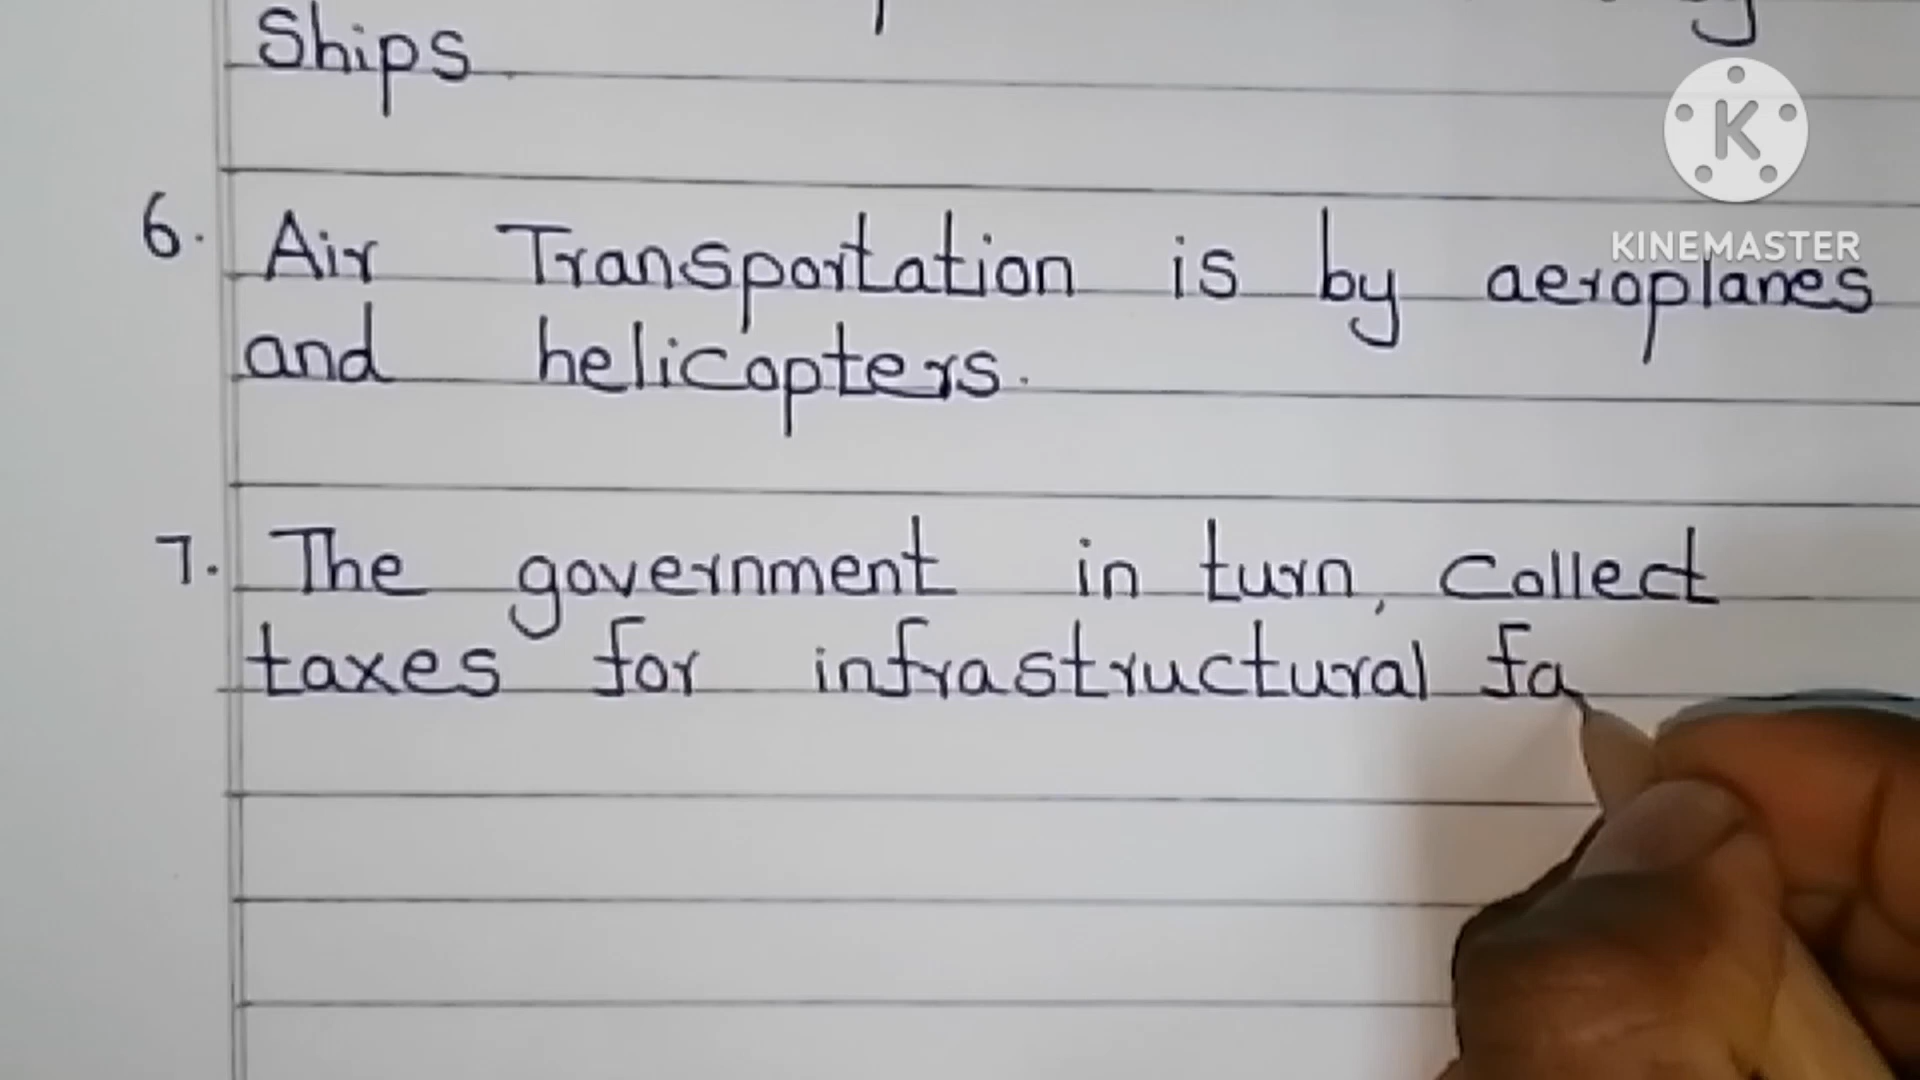 Ships.
KINEMASTER
6. Air Transportation is by aeroplanes
and helicopters.
7. The government in turn, collect
taxes for infrastructural fa